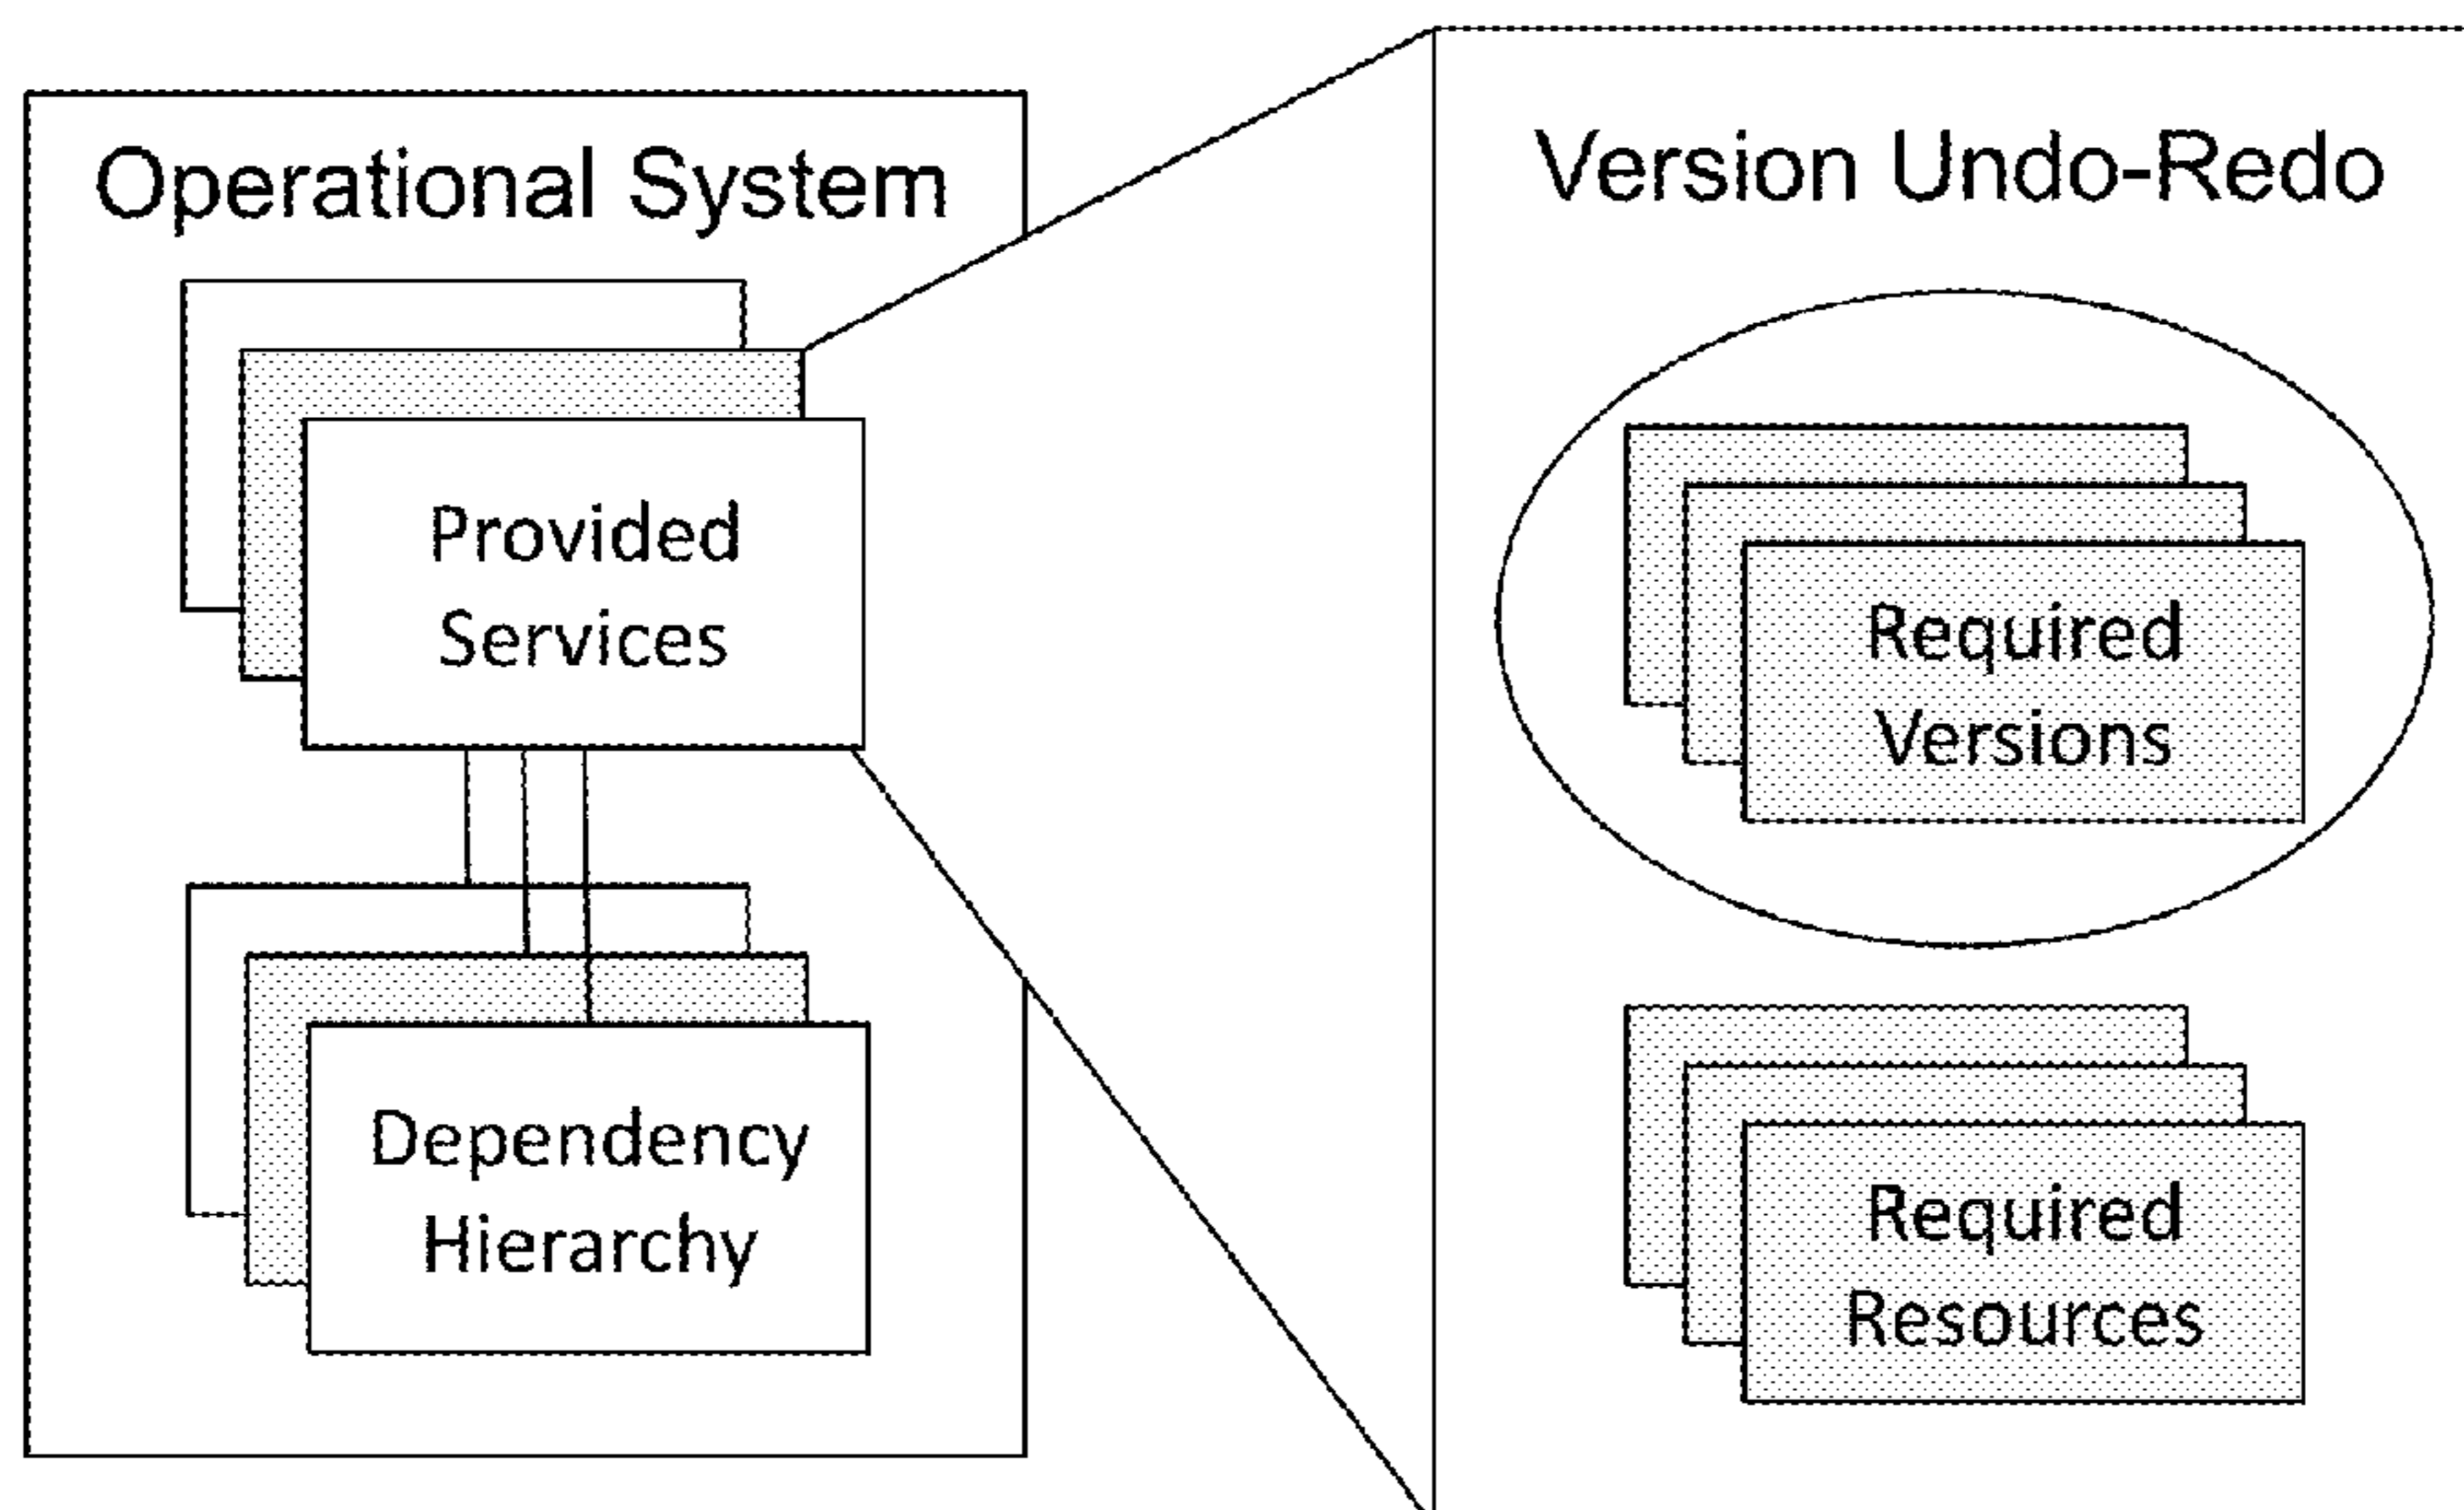 Operational System
Provided
Services
Dependency
Hierarchy
Version Undo-Redo
Required
Versions
Required
Resources